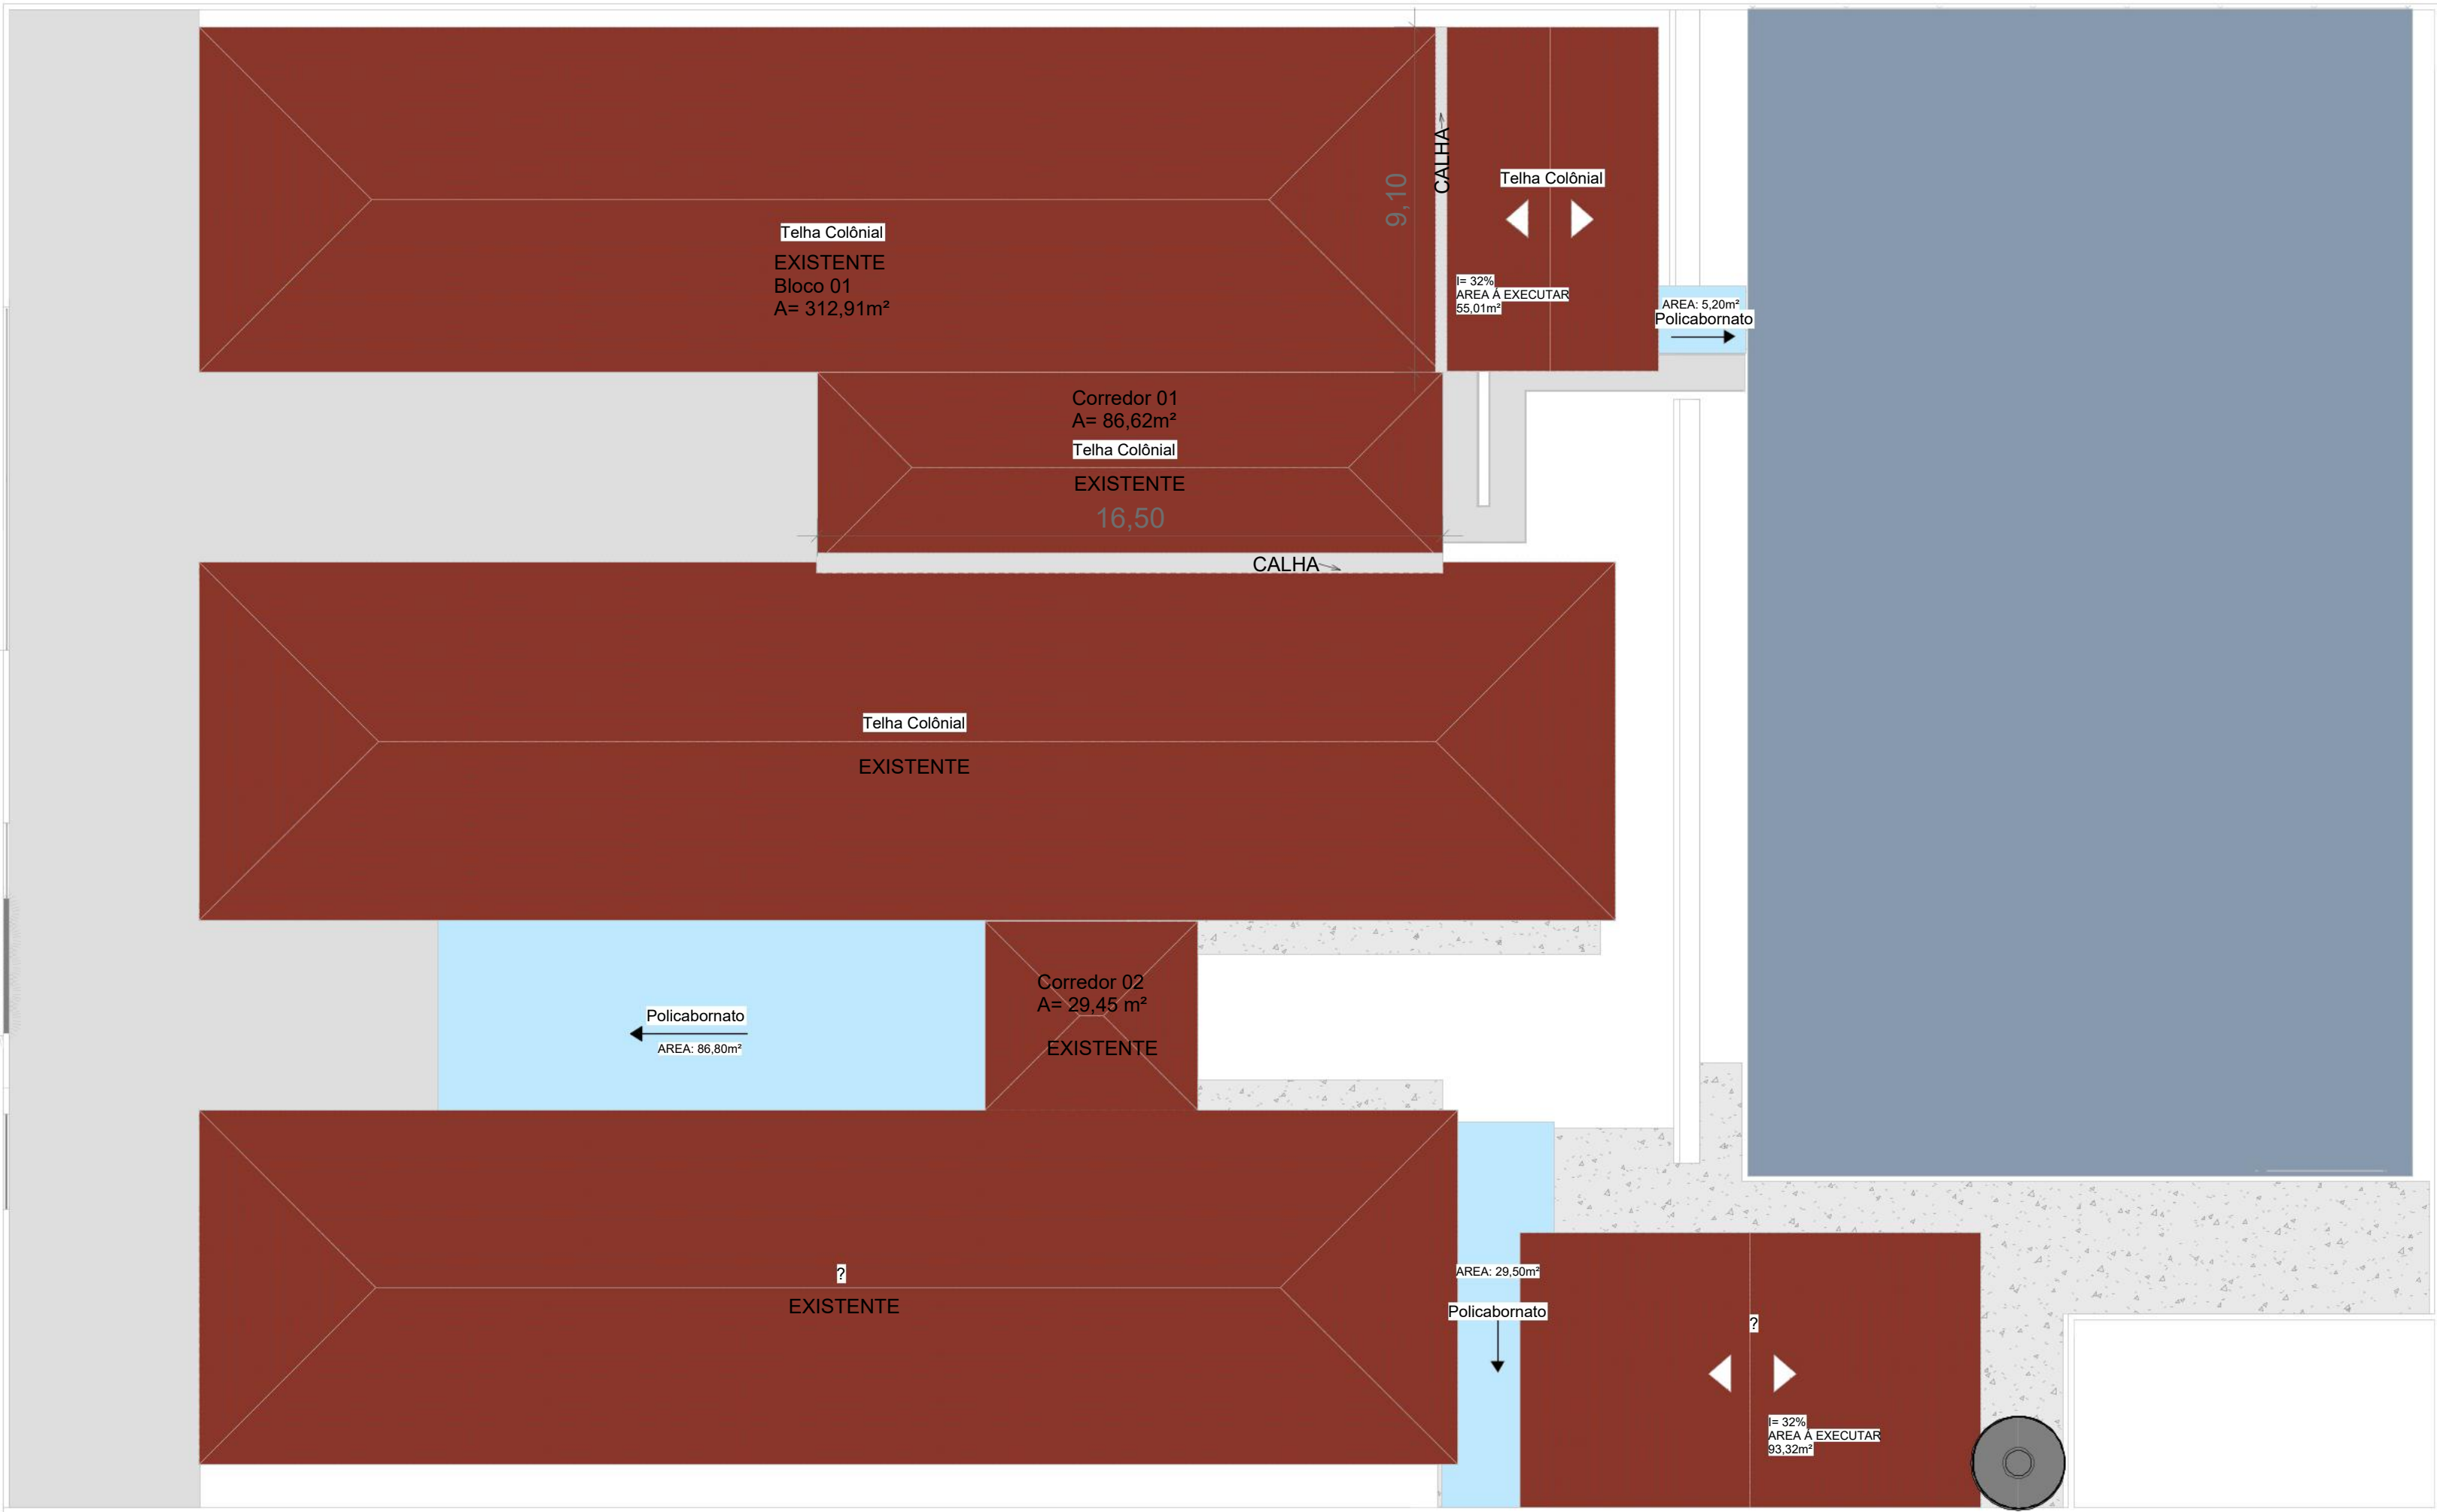 Telha Colônial
EXISTENTE
Bloco 01
A= 312,91m²
9,10
CALHA
Telha Colônial
I= 32%
AREA À EXECUTAR
55,01m²
AREA: 5,20m²
Policabornato
Corredor 01
A= 86,62m²
Telha Colônial
EXISTENTE
16,50
CALHA
Telha Colônial
EXISTENTE
Policabornato
AREA: 86,80m²
Corredor 02
A= 29,45 m²
EXISTENTE
?
EXISTENTE
AREA: 29,50m²
Policabornato
?
I= 32%
AREA À EXECUTAR
93,32m²